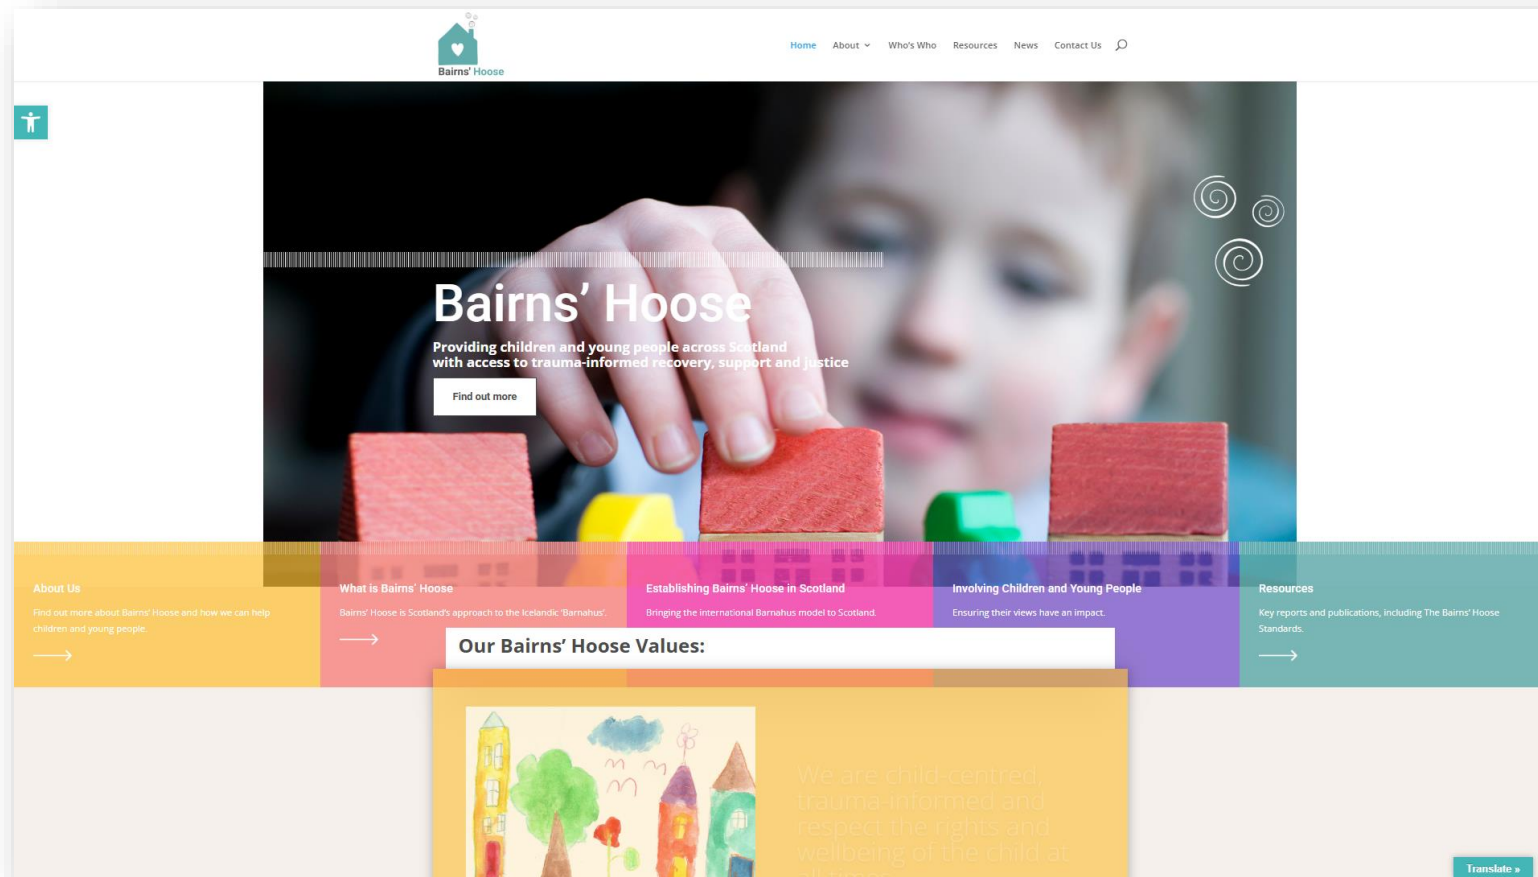 Bairns' Hoose
Home About Who's Who Resources News Contact Us
Bairns' Hoose
Providing children and young people across Scotland
with access to trauma-informed recovery, support and justice
Find out more
About Us
Find out more about Bairns' Hoose and how we can help
children and young people.
What is Bairns' Hoose
Bairns' Hoose is Scotland's approach to the Icelandic 'Barnahus'.
Establishing Bairns' Hoose in Scotland
Bringing the international Barnahus model to Scotland.
Involving Children and Young People
Ensuring their views have an impact.
Resources
Key reports and publications, including The Bairns' Hoose
Standards.
Our Bairns' Hoose Values:
We are child-centred,
trauma-informed and
respect the rights and
wellbeing of the child at
Translate »